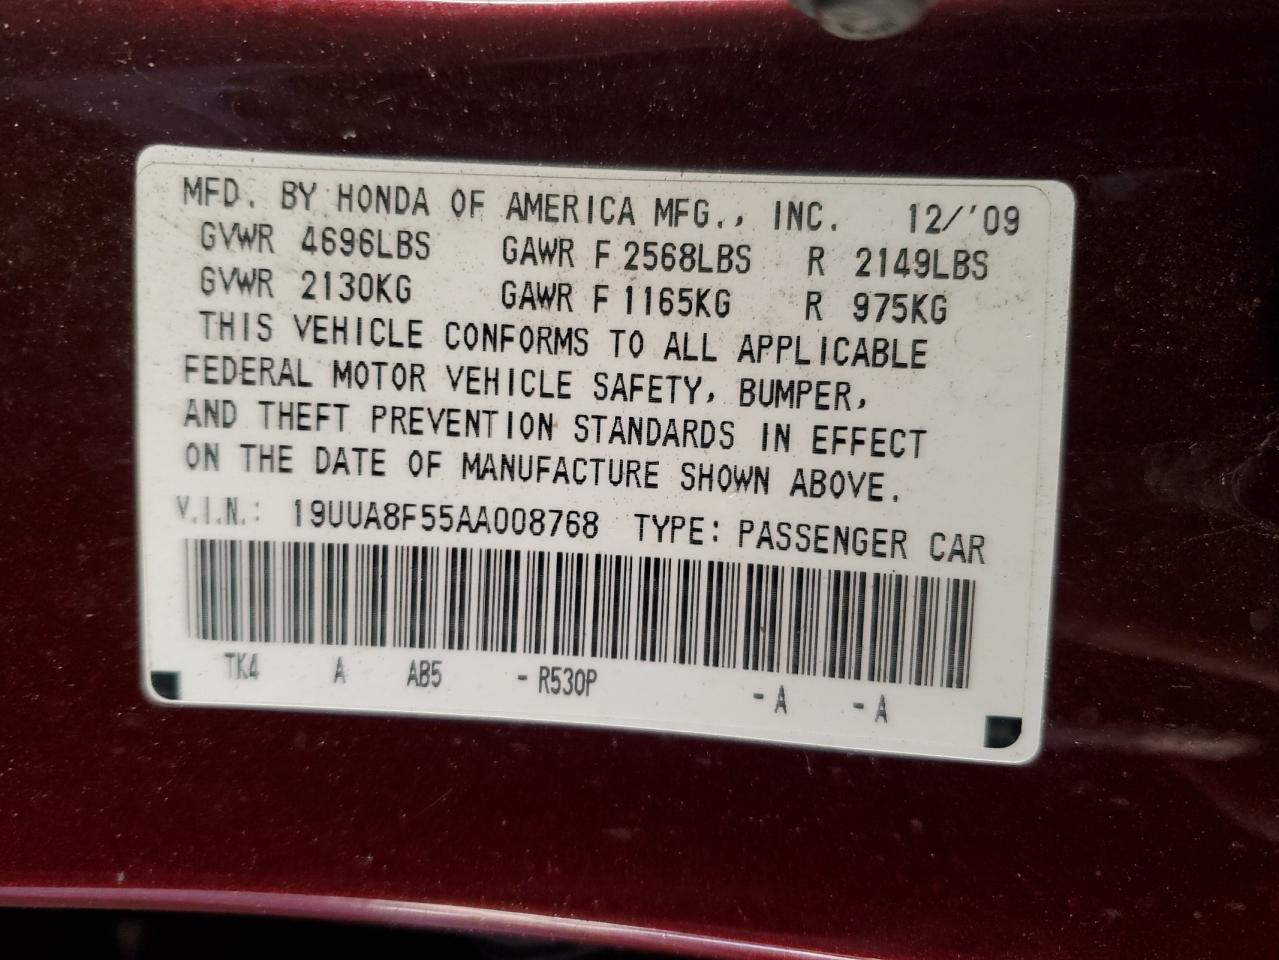 MFD. BY HONDA OF AMERICA MFG., INC. 12/'09
GVWR 4696LBS GAWR F 2568LBS R 2149LBS
GVWR 2130KG GAWR F 1165KG R 975KG
THIS VEHICLE CONFORMS TO ALL APPLICABLE
FEDERAL MOTOR VEHICLE SAFETY, BUMPER,
AND THEFT PREVENTION STANDARDS IN EFFECT
ON THE DATE OF MANUFACTURE SHOWN ABOVE.
V.I.N.: 19UUA8F55AA008768 TYPE: PASSENGER CAR
TK4 A AB5 -R530P -A -A